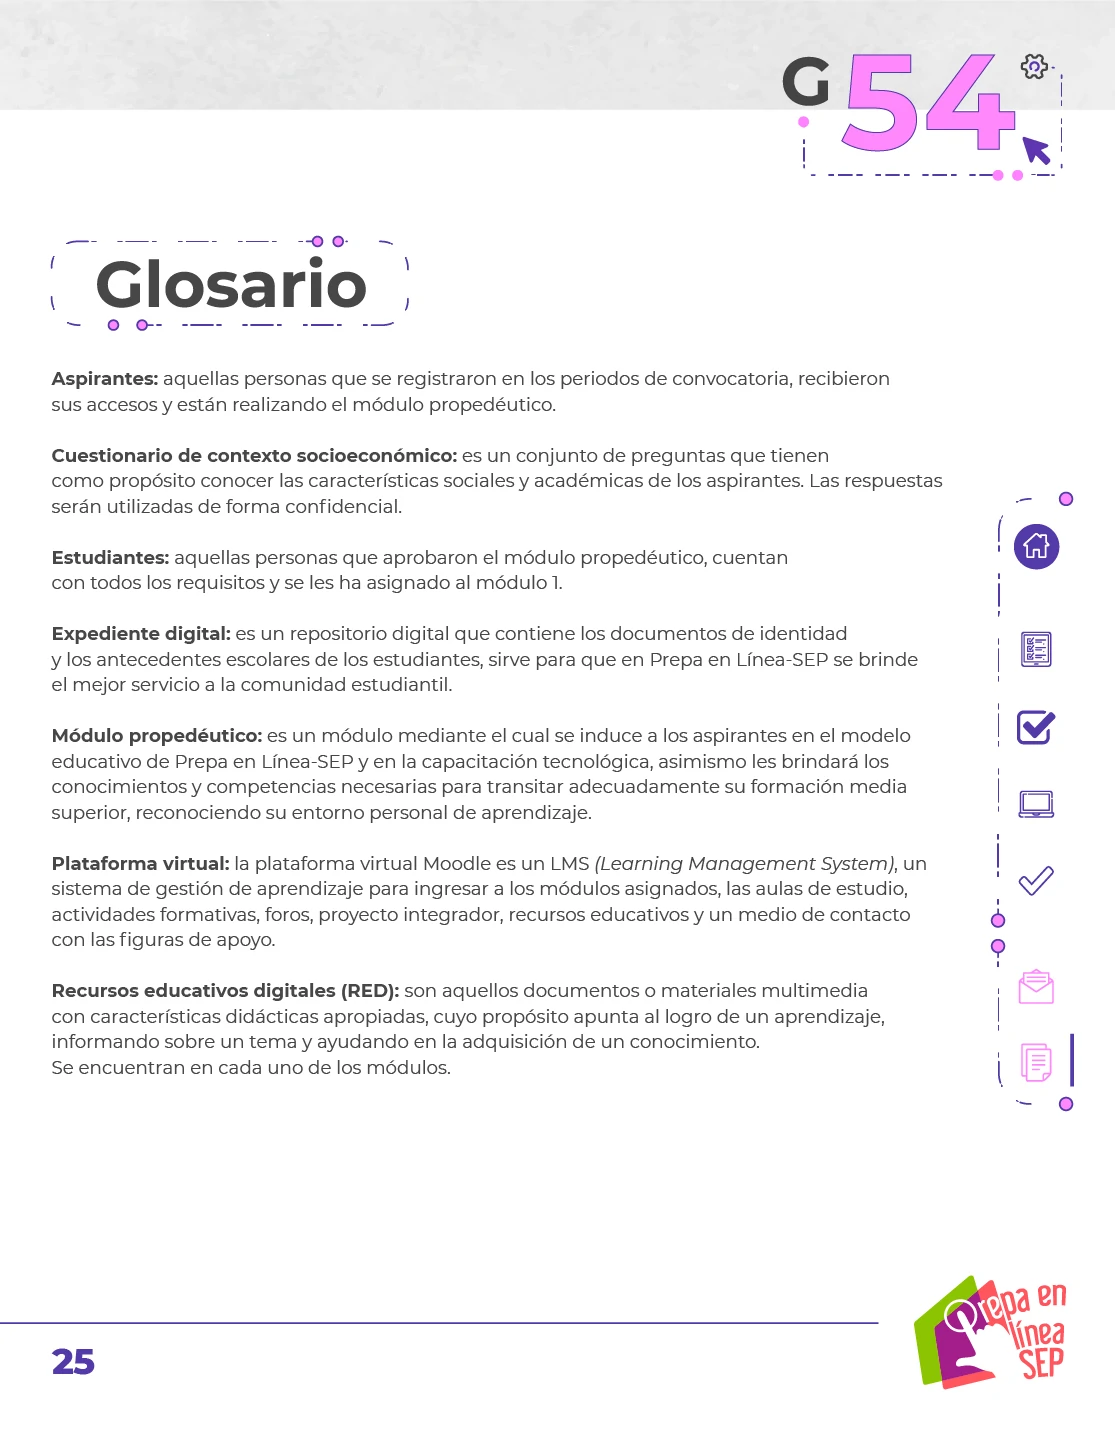 G54
Glosario
Aspirantes: aquellas personas que se registraron en los periodos de convocatoria, recibieron
sus accesos y están realizando el módulo propedéutico.
Cuestionario de contexto socioeconómico: es un conjunto de preguntas que tienen
como propósito conocer las características sociales y académicas de los aspirantes. Las respuestas
serán utilizadas de forma confidencial.
Estudiantes: aquellas personas que aprobaron el módulo propedéutico, cuentan
con todos los requisitos y se les ha asignado al módulo 1.
Expediente digital: es un repositorio digital que contiene los documentos de identidad
y los antecedentes escolares de los estudiantes, sirve para que en Prepa en Línea-SEP se brinde
el mejor servicio a la comunidad estudiantil.
Módulo propedéutico: es un módulo mediante el cual se induce a los aspirantes en el modelo
educativo de Prepa en Línea-SEP y en la capacitación tecnológica, asimismo les brindará los
conocimientos y competencias necesarias para transitar adecuadamente su formación media
superior, reconociendo su entorno personal de aprendizaje.
Plataforma virtual: la plataforma virtual Moodle es un LMS (Learning Management System), un
sistema de gestión de aprendizaje para ingresar a los módulos asignados, las aulas de estudio,
actividades formativas, foros, proyecto integrador, recursos educativos y un medio de contacto
con las figuras de apoyo.
Recursos educativos digitales (RED): son aquellos documentos o materiales multimedia
con características didácticas apropiadas, cuyo propósito apunta al logro de un aprendizaje,
informando sobre un tema y ayudando en la adquisición de un conocimiento.
Se encuentran en cada uno de los módulos.
25
Prepa en
línea
SEP